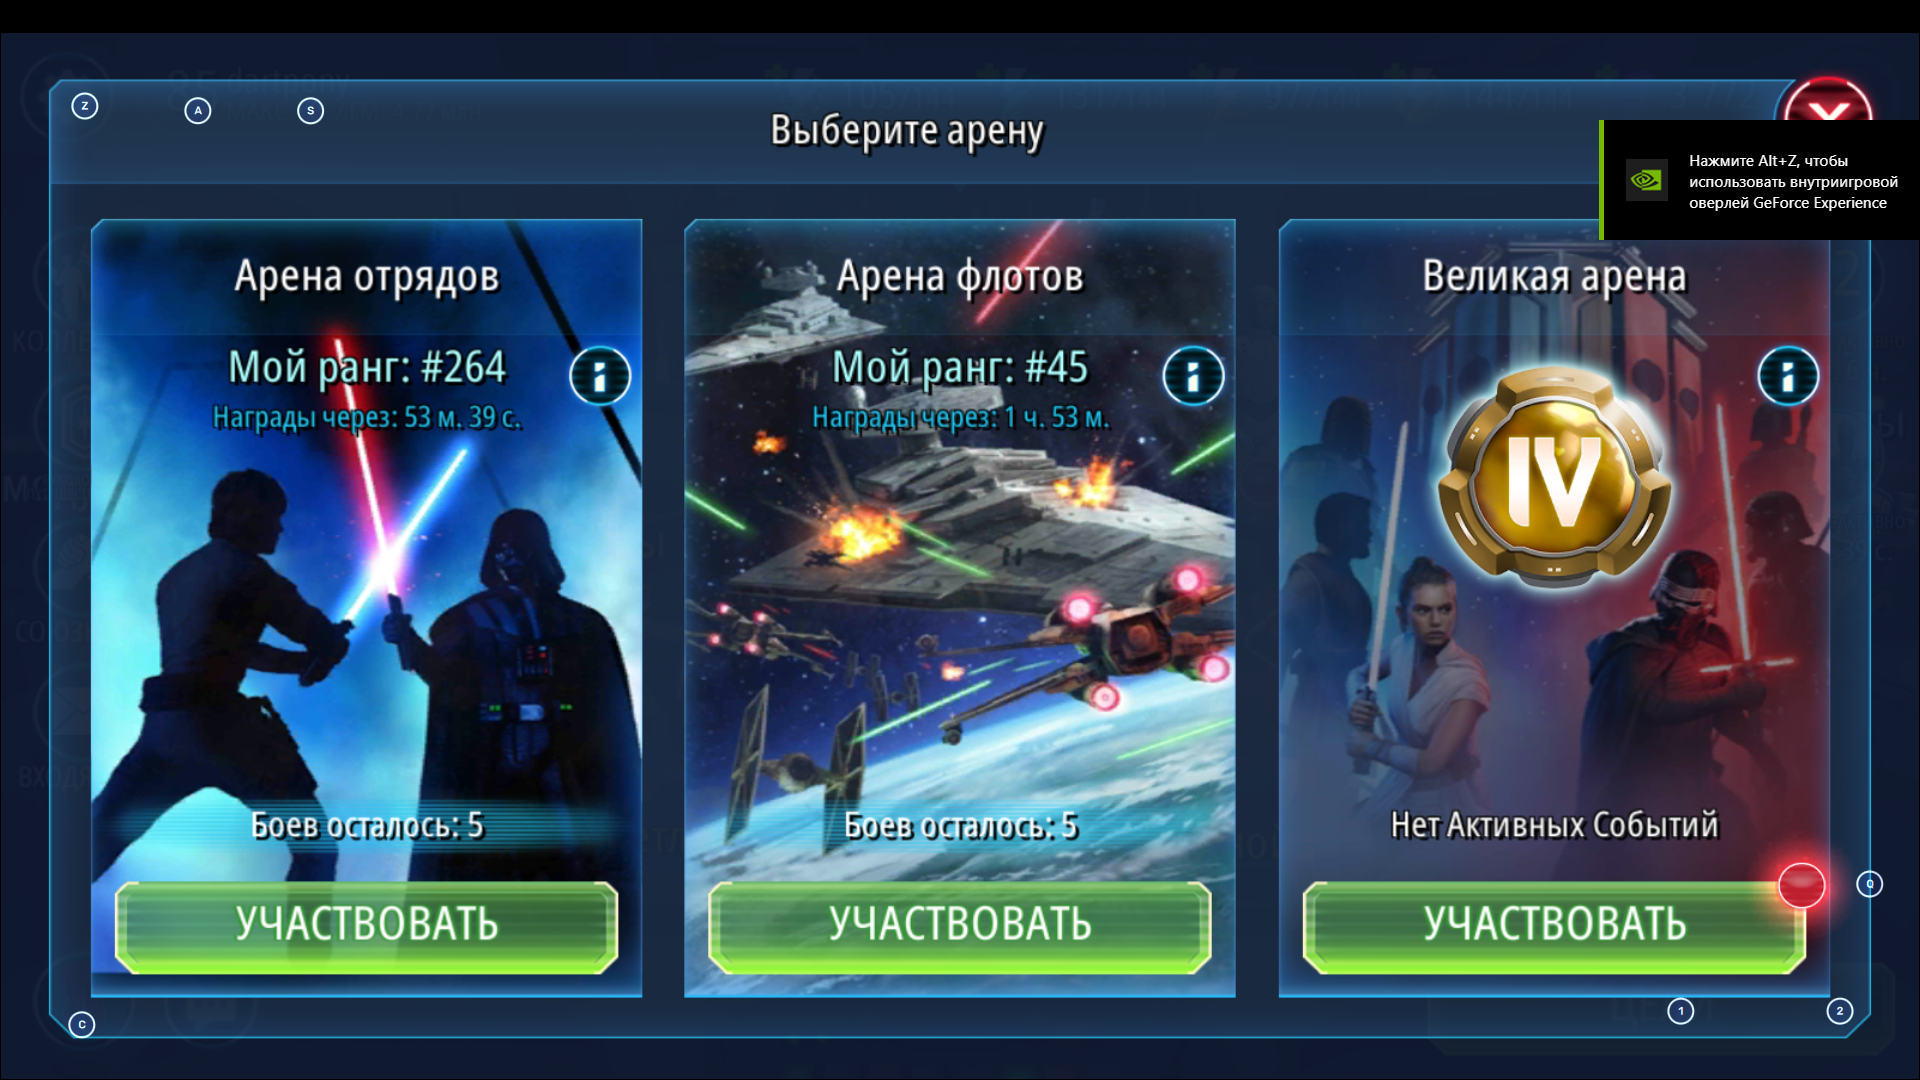 Z
A
S
Выберите арену
Нажмите Alt+Z, чтобы
использовать внутриигровой
оверлей GeForce Experience
Арена отрядов
Мой ранг: #264
Награды через: 53 м. 39 с.
Боев осталось: 5
УЧАСТВОВАТЬ
Арена флотов
Мой ранг: #45
Награды через: 1 ч. 53 м.
Боев осталось: 5
УЧАСТВОВАТЬ
Великая арена
IV
Нет Активных Событий
УЧАСТВОВАТЬ
Q
C
1
2